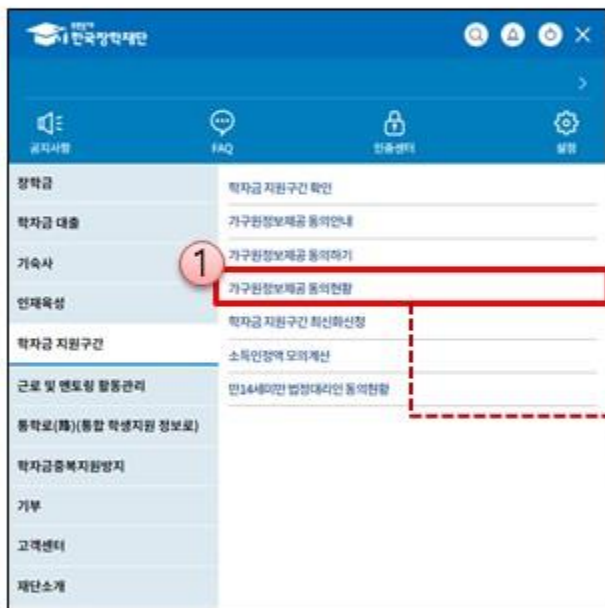 한국장학재단
공지사항
FAQ
인증센터
설정
장학금
학자금 대출
기숙사
인재육성
학자금 지원구간
근로 및 멘토링 활동관리
통학로(路)(통합 학생지원 정보로)
학자금중복지원방지
기부
고객센터
재단소개
학자금 지원구간 확인
가구원정보제공 동의안내
가구원정보제공 동의하기
1
가구원정보제공 동의현황
학자금 지원구간 최신화신청
소득인정액 모의계산
만14세미만 법정대리인 동의현황